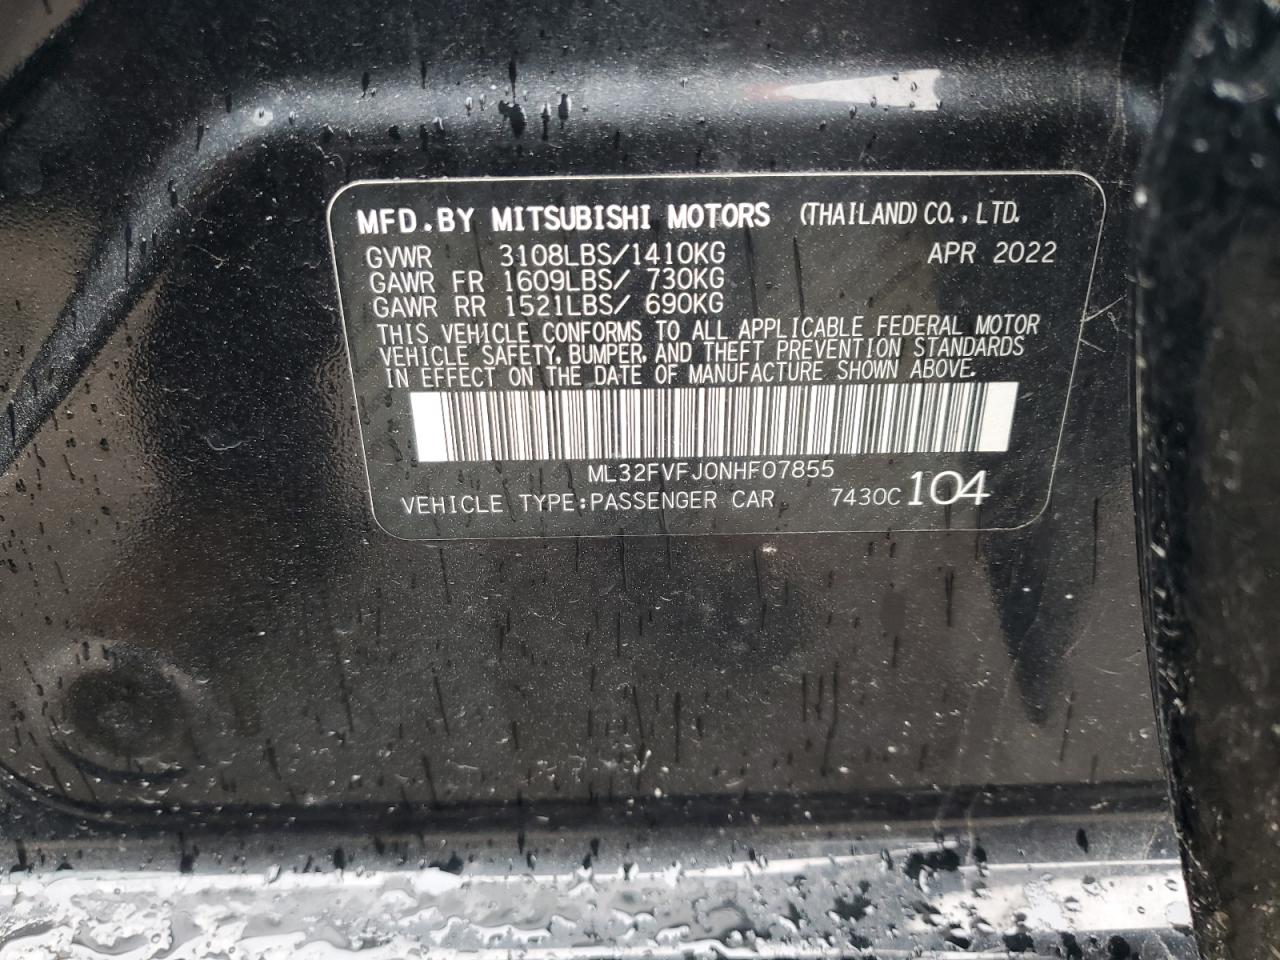 MFD.BY MITSUBISHI MOTORS (THAILAND) CO., LTD.
GVWR 3108LBS/1410KG APR 2022
GAWR FR 1609LBS/ 730KG
GAWR RR 1521LBS/ 690KG
THIS VEHICLE CONFORMS TO ALL APPLICABLE FEDERAL MOTOR
VEHICLE SAFETY, BUMPER, AND THEFT PREVENTION STANDARDS
IN EFFECT ON THE DATE OF MANUFACTURE SHOWN ABOVE.
ML32FVFJ0NHF07855
VEHICLE TYPE:PASSENGER CAR 7430C 104